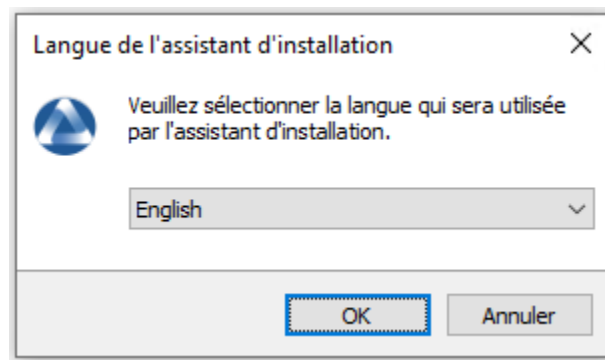 Langue de l'assistant d'installation
Veuillez sélectionner la langue qui sera utilisée
par l'assistant d'installation.
English
OK
Annuler